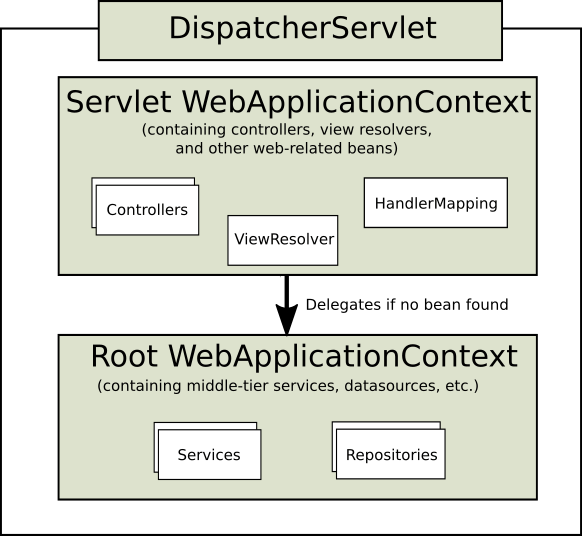 DispatcherServlet
Servlet WebApplicationContext
(containing controllers, view resolvers,
and other web-related beans)
Controllers
HandlerMapping
ViewResolver
Delegates if no bean found
Root WebApplicationContext
(containing middle-tier services, datasources, etc.)
Services
Repositories